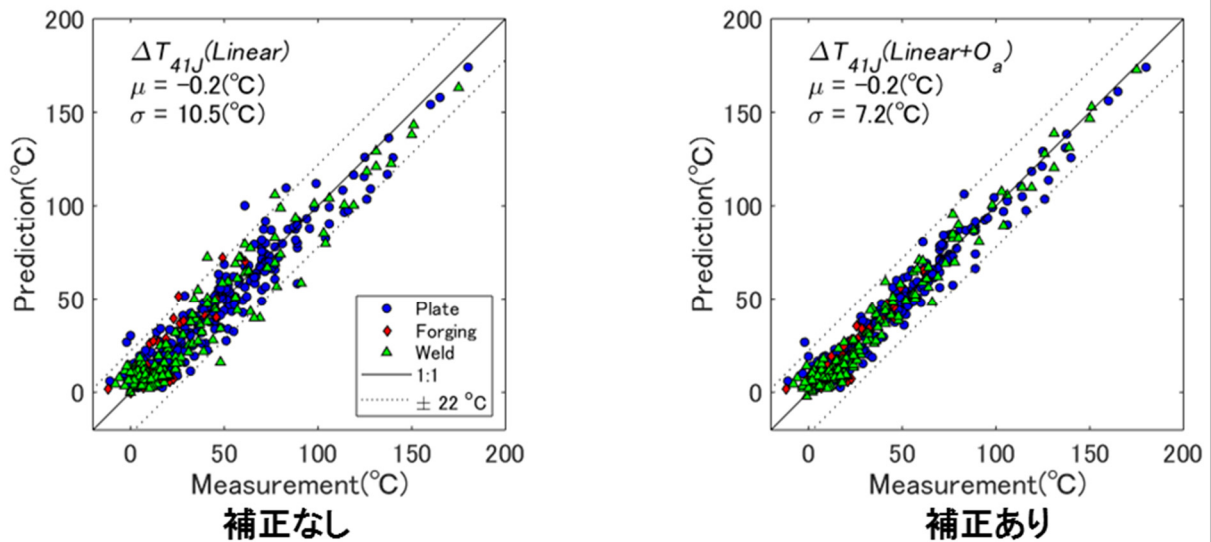 ΔT41J(Linear)
μ = −0.2(℃)
σ = 10.5(℃)
200
150
100
50
0
Prediction(℃)
Plate
Forging
Weld
1:1
± 22 °C
0 50 100 150 200
Measurement(℃)
補正なし
ΔT41J(Linear+Oa)
μ = −0.2(℃)
σ = 7.2(℃)
200
150
100
50
0
Prediction(℃)
0 50 100 150 200
Measurement(℃)
補正あり